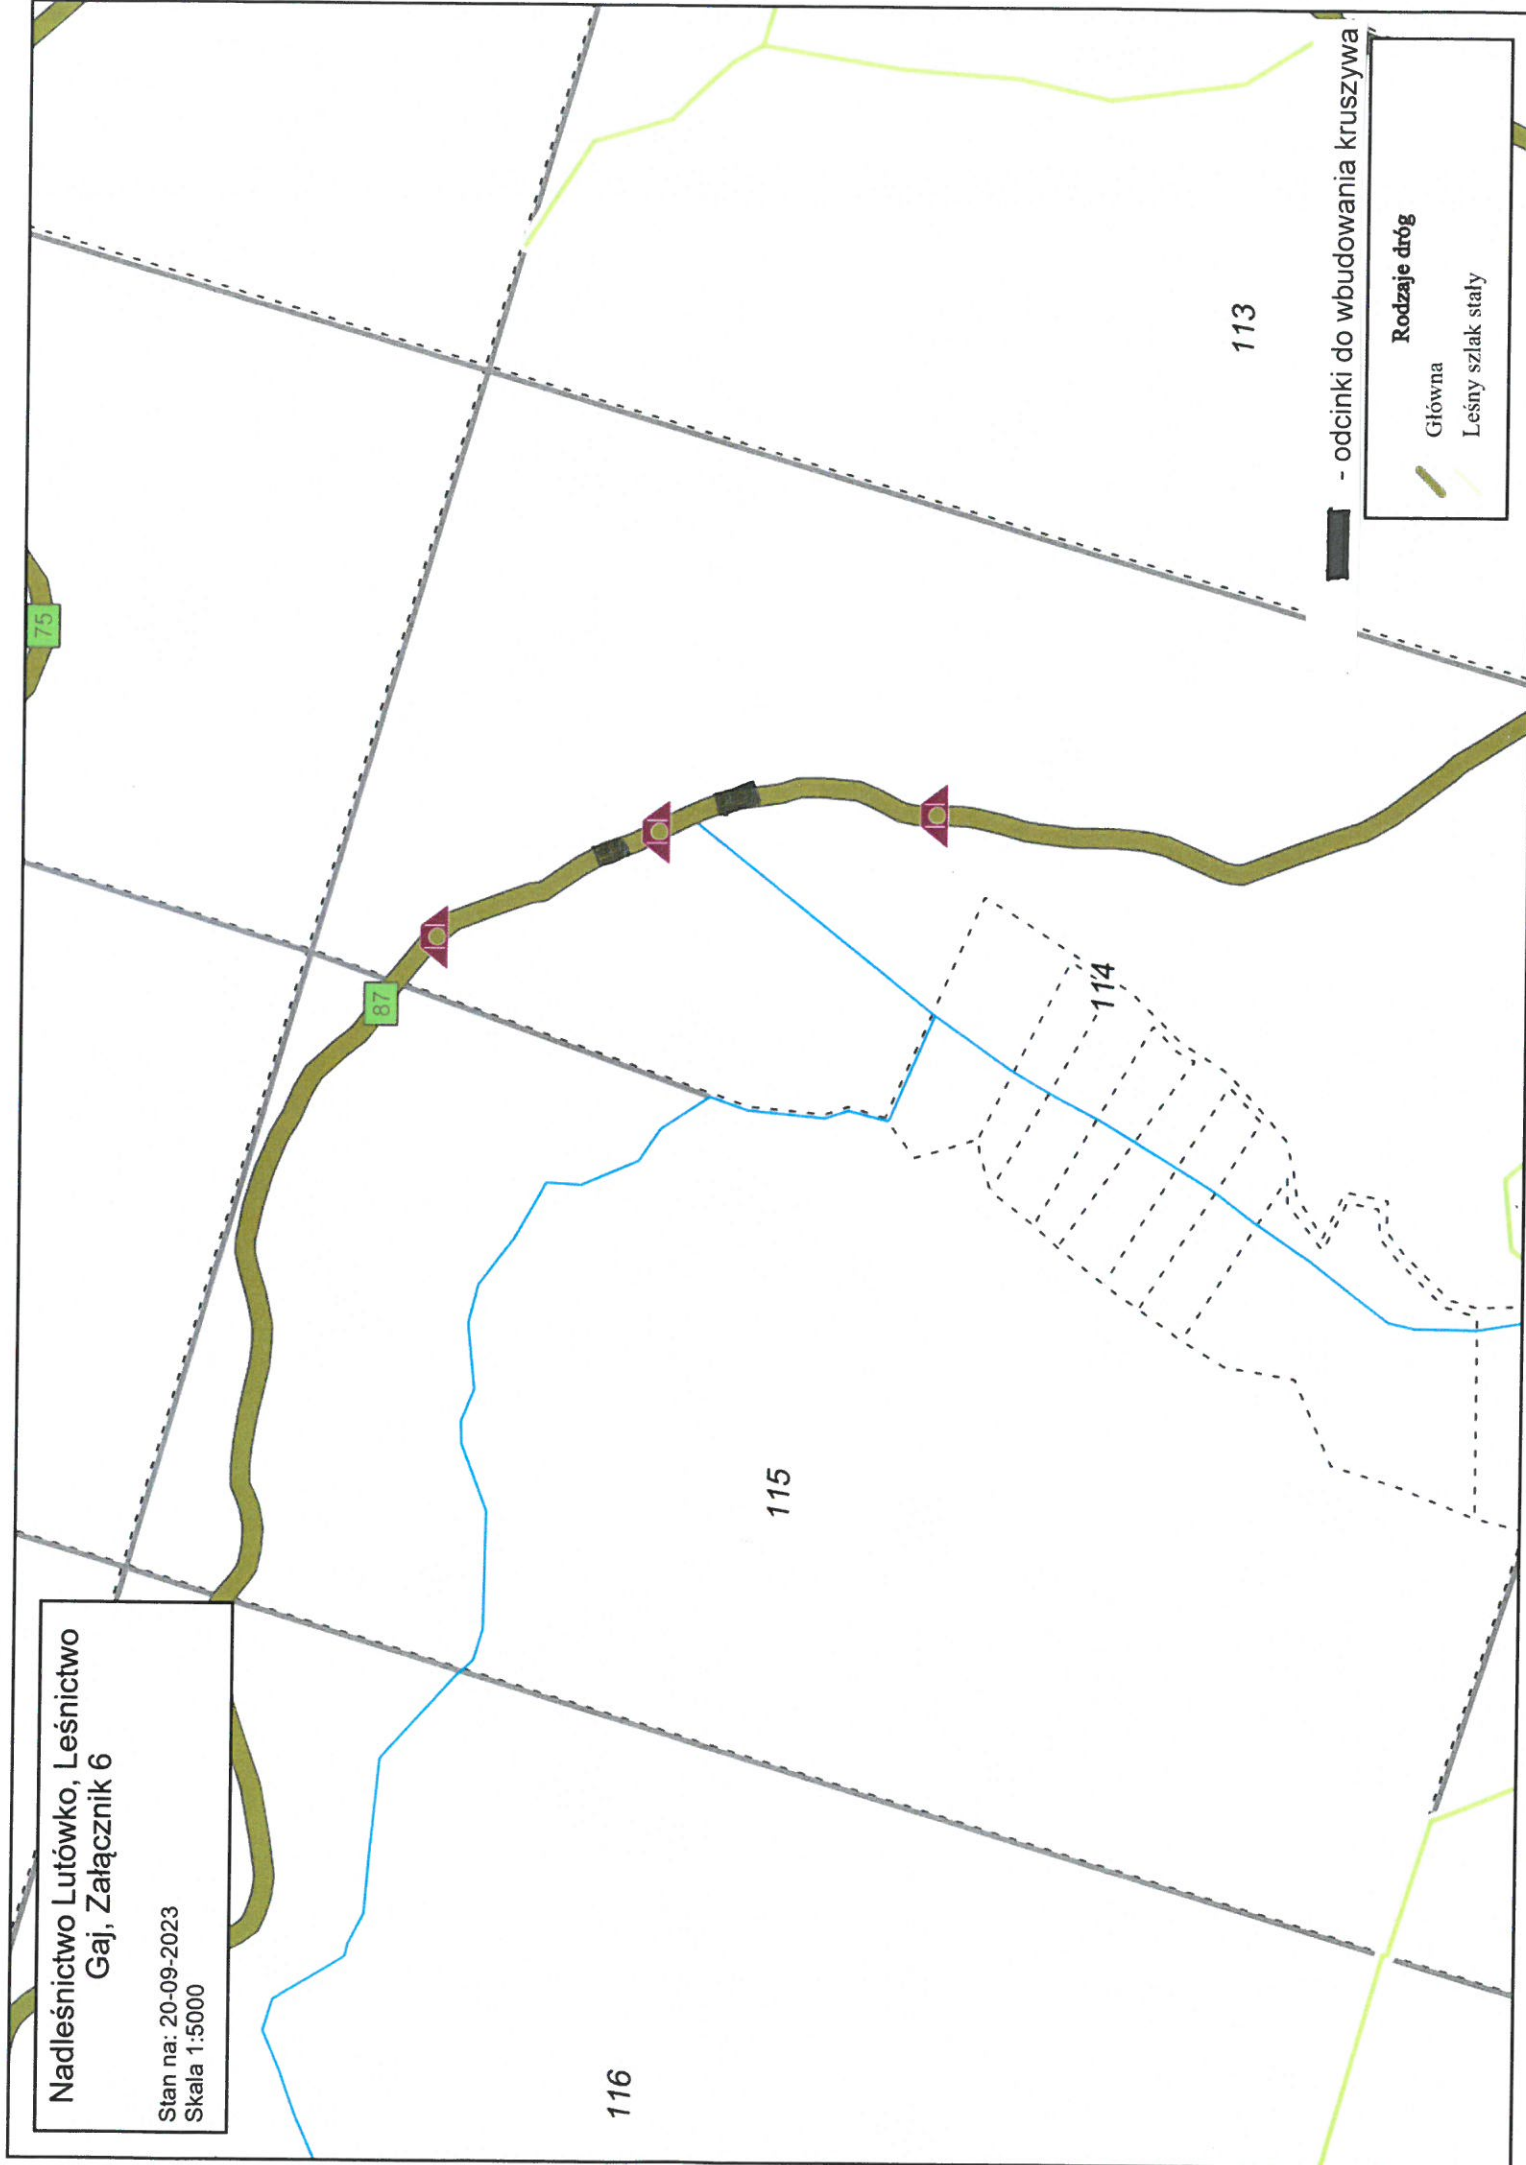 Nadleśnictwo Lutówko, Leśnictwo
Gaj, Załącznik 6
Stan na: 20-09-2023
Skala 1:5000
75
87
116
115
114
113
- odcinki do wbudowania kruszywa
Rodzaje dróg
Główna
Leśny szlak stały